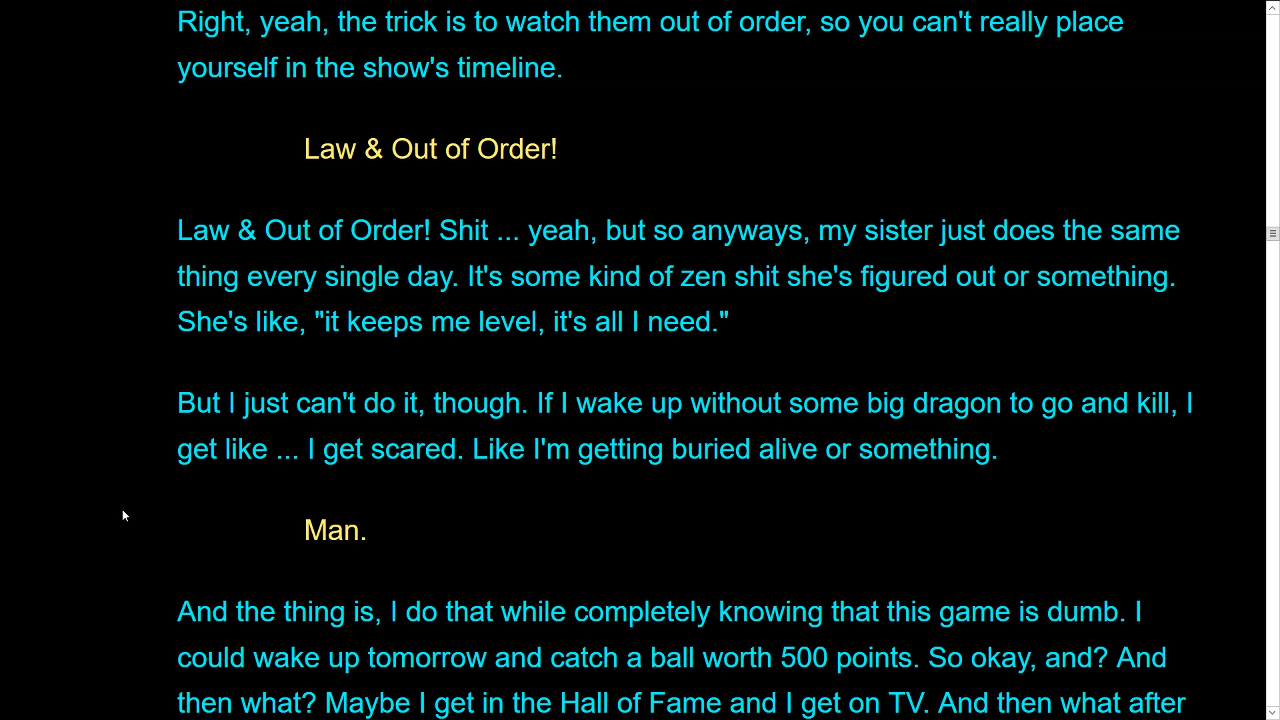 Right, yeah, the trick is to watch them out of order, so you can't really place
yourself in the show's timeline.
Law & Out of Order!
Law & Out of Order! Shit ... yeah, but so anyways, my sister just does the same
thing every single day. It's some kind of zen shit she's figured out or something.
She's like, "it keeps me level, it's all I need."
But I just can't do it, though. If I wake up without some big dragon to go and kill, I
get like ... I get scared. Like I'm getting buried alive or something.
Man.
And the thing is, I do that while completely knowing that this game is dumb. I
could wake up tomorrow and catch a ball worth 500 points. So okay, and? And
then what? Maybe I get in the Hall of Fame and I get on TV. And then what after